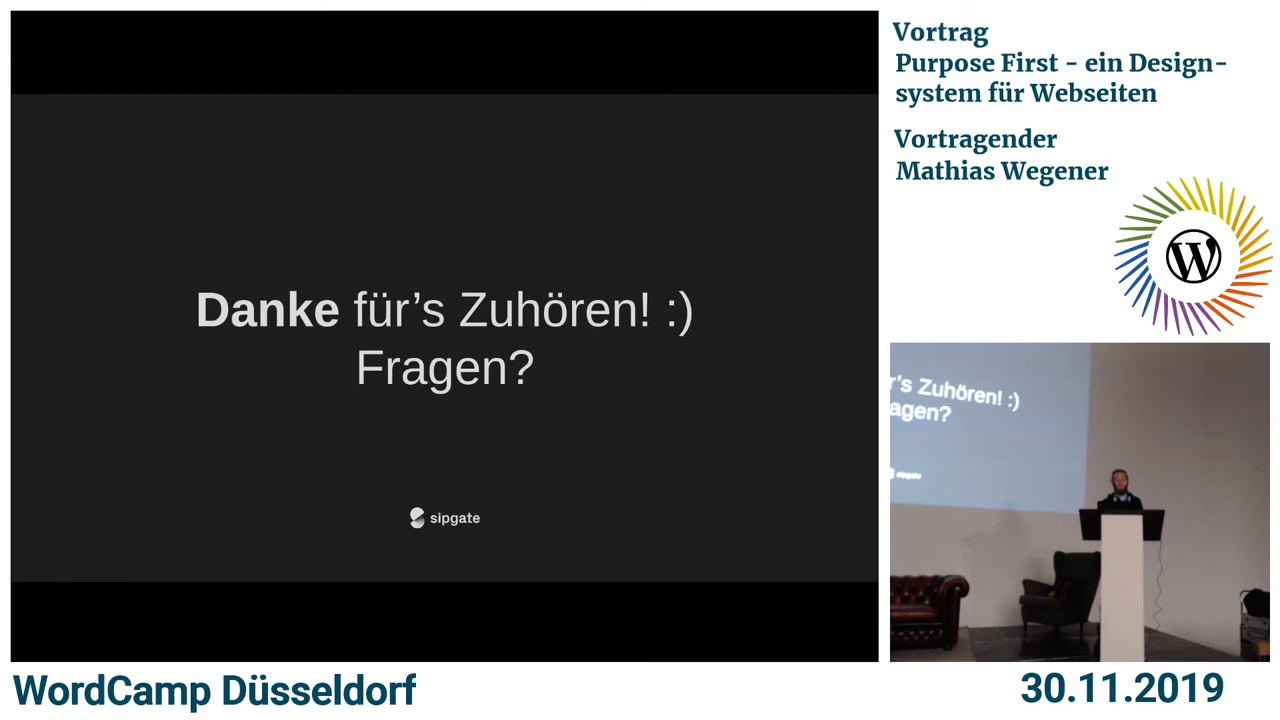 Vortrag
Purpose First - ein Design-
system für Webseiten
Vortragender
Mathias Wegener
Danke für’s Zuhören! :)
Fragen?
sipgate
r’s Zuhören! :)
agen?
sipgate
WordCamp Düsseldorf
30.11.2019